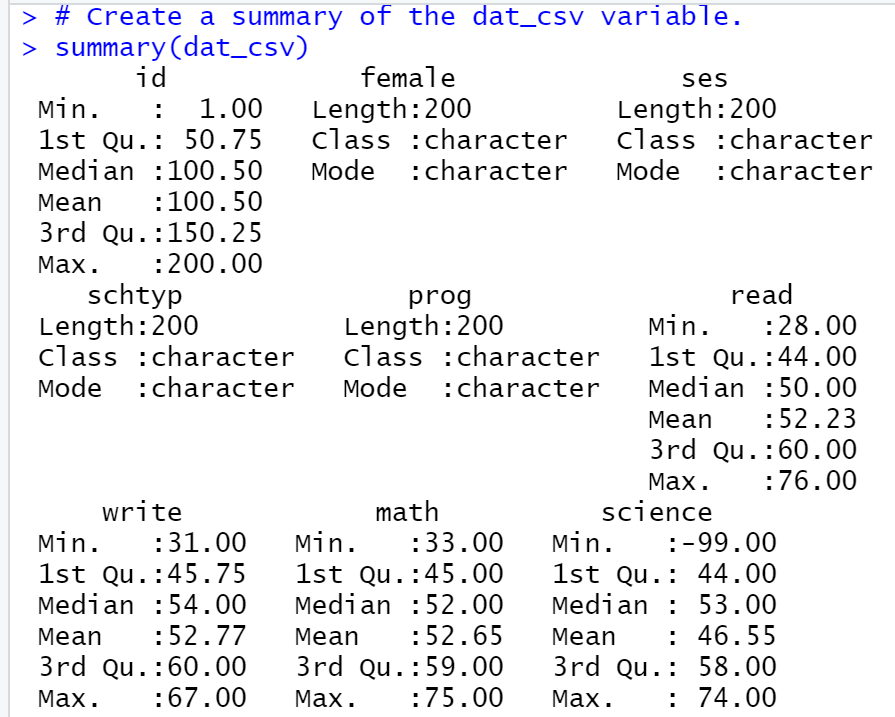 > # Create a summary of the dat_csv variable.
> summary(dat_csv)
       id             female               ses
 Min.   :  1.00   Length:200         Length:200
 1st Qu.: 50.75   Class :character   Class :character
 Median :100.50   Mode  :character   Mode  :character
 Mean   :100.50
 3rd Qu.:150.25
 Max.   :200.00
    schtyp              prog                read
 Length:200         Length:200         Min.   :28.00
 Class :character   Class :character   1st Qu.:44.00
 Mode  :character   Mode  :character   Median :50.00
                                       Mean   :52.23
                                       3rd Qu.:60.00
                                       Max.   :76.00
     write            math          science
 Min.   :31.00   Min.   :33.00   Min.   :-99.00
 1st Qu.:45.75   1st Qu.:45.00   1st Qu.: 44.00
 Median :54.00   Median :52.00   Median : 53.00
 Mean   :52.77   Mean   :52.65   Mean   : 46.55
 3rd Qu.:60.00   3rd Qu.:59.00   3rd Qu.: 58.00
 Max.   :67.00   Max.   :75.00   Max.   : 74.00